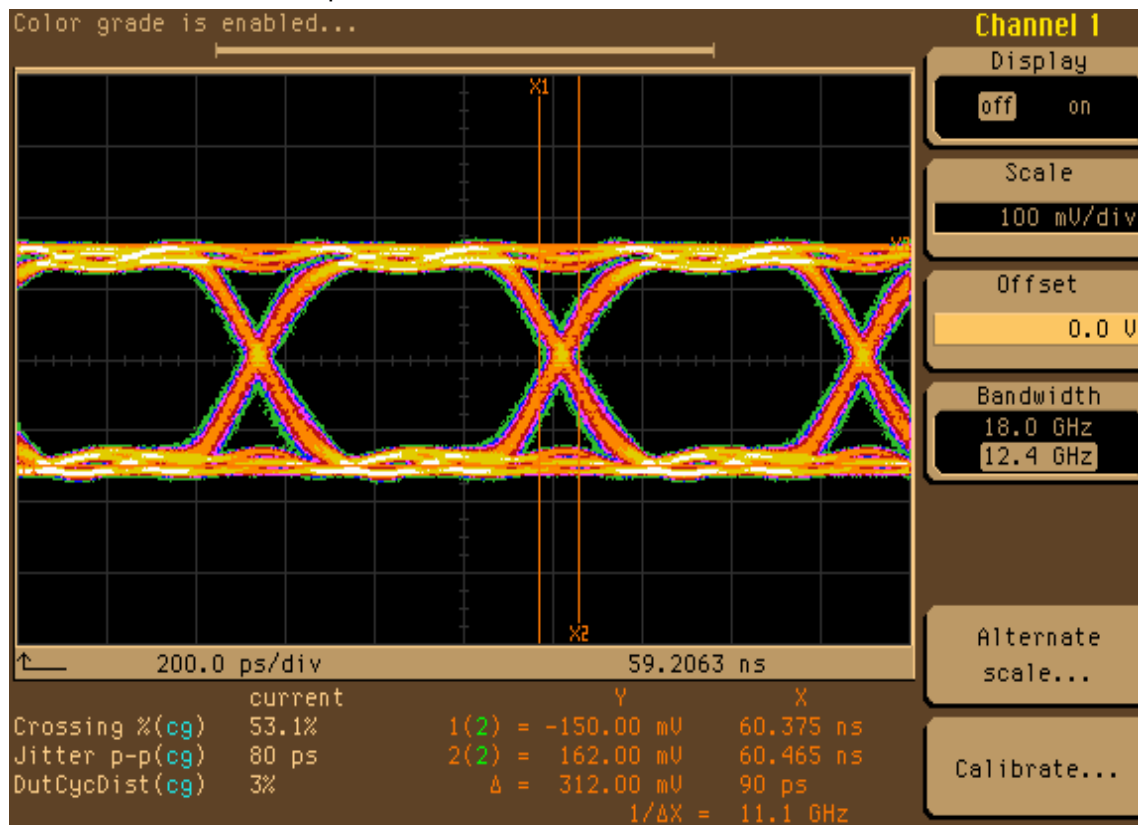 Color grade is enabled...
Channel 1
Display
off on
Scale
100 mV/div
Offset
0.0 V
Bandwidth
18.0 GHz
12.4 GHz
Alternate
scale...
Calibrate...
X1
X2
200.0 ps/div 59.2063 ns
current Y X
Crossing %(cg) 53.1% 1(2) = -150.00 mV 60.375 ns
Jitter p-p(cg) 80 ps 2(2) = 162.00 mV 60.465 ns
DutCycDist(cg) 3% Δ = 312.00 mV 90 ps
1/ΔX = 11.1 GHz